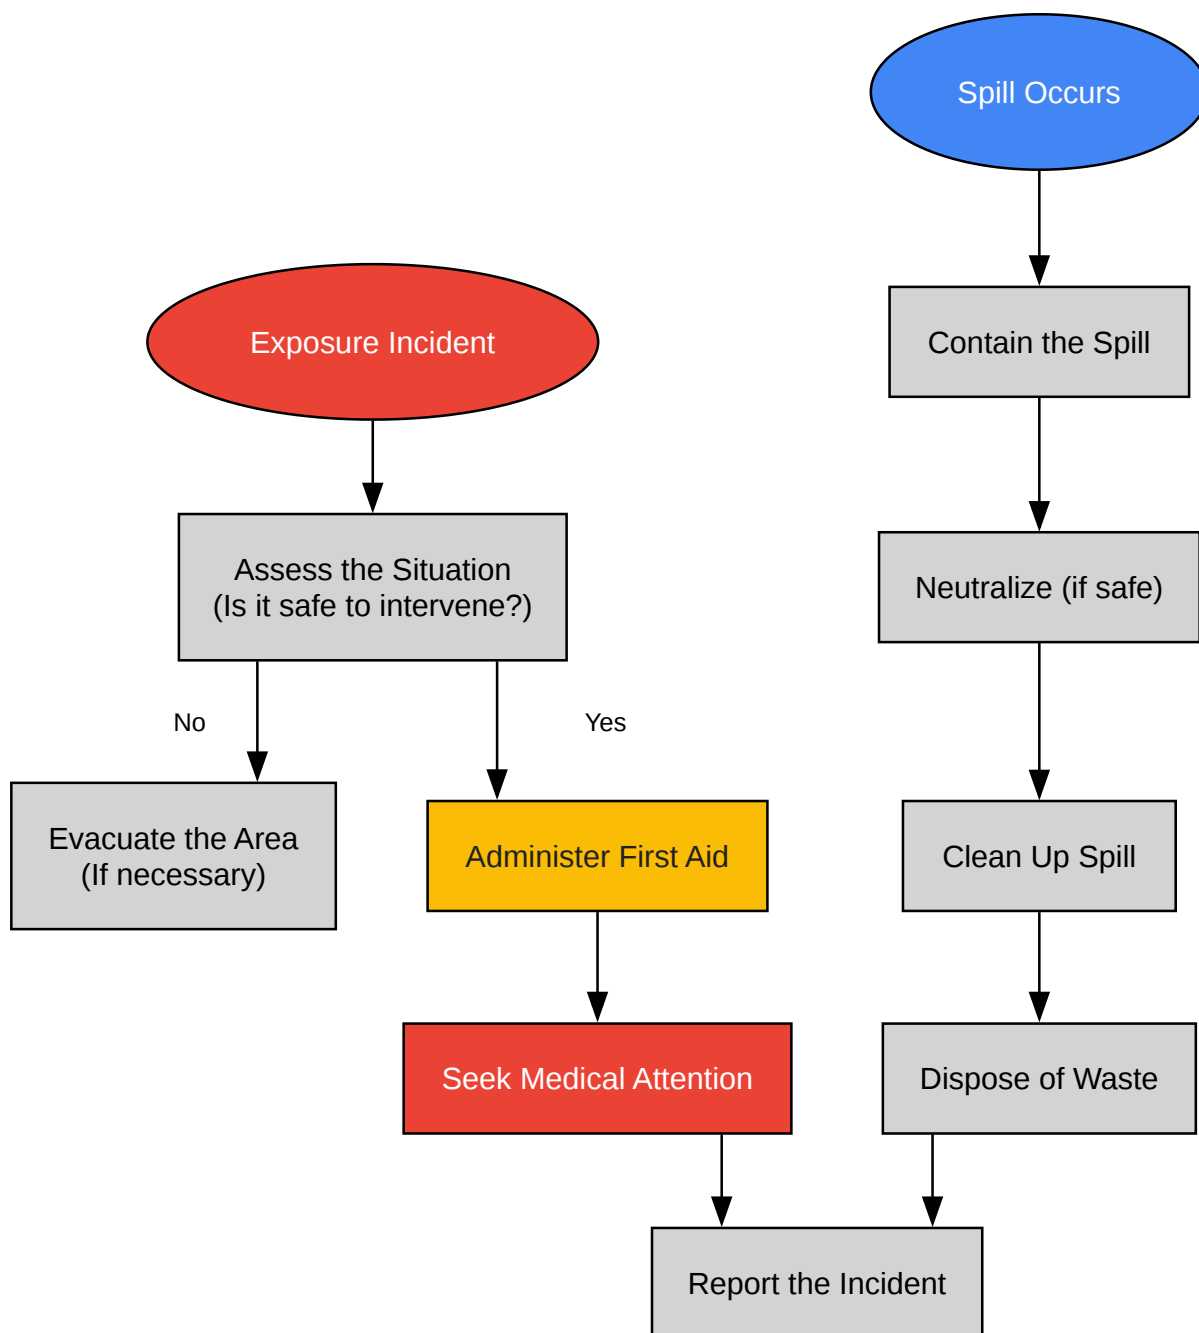 Spill Occurs
Exposure Incident
Contain the Spill
Assess the Situation
(Is it safe to intervene?)
Neutralize (if safe)
No
Yes
Evacuate the Area
(If necessary)
Administer First Aid
Clean Up Spill
Seek Medical Attention
Dispose of Waste
Report the Incident